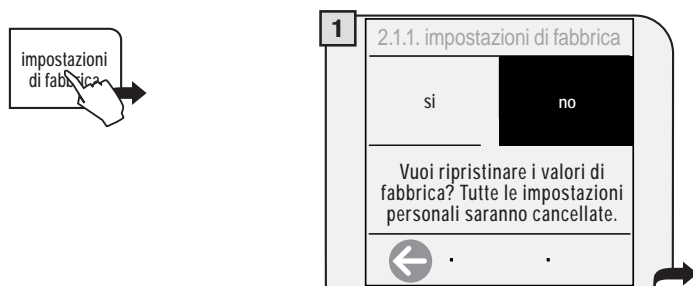 impostazioni
di fabbrica
1
2.1.1. impostazioni di fabbrica
si
no
Vuoi ripristinare i valori di
fabbrica? Tutte le impostazioni
personali saranno cancellate.